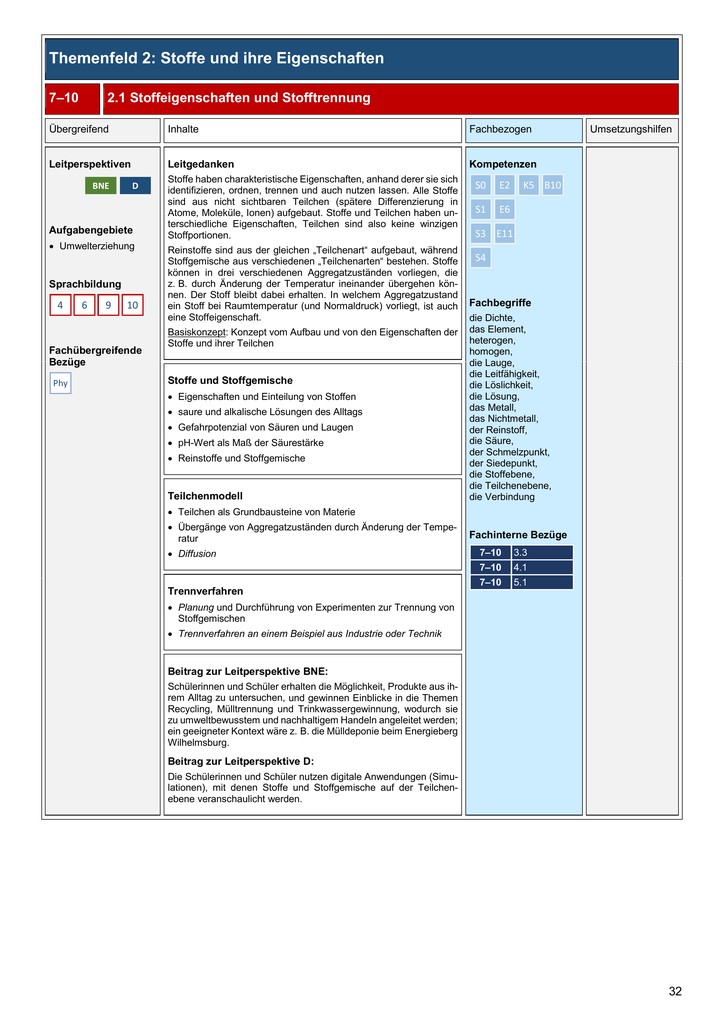 Themenfeld 2: Stoffe und ihre Eigenschaften
7–10
2.1 Stoffeigenschaften und Stofftrennung
Übergreifend
Inhalte
Fachbezogen
Umsetzungshilfen
Leitperspektiven
BNE
D
Aufgabengebiete
• Umwelterziehung
Sprachbildung
4
6
9
10
Fachübergreifende
Bezüge
Phy
Leitgedanken
Stoffe haben charakteristische Eigenschaften, anhand derer sie sich
identifizieren, ordnen, trennen und auch nutzen lassen. Alle Stoffe
sind aus nicht sichtbaren Teilchen (spätere Differenzierung in
Atome, Moleküle, Ionen) aufgebaut. Stoffe und Teilchen haben un-
terschiedliche Eigenschaften, Teilchen sind also keine winzigen
Stoffportionen.
Reinstoffe sind aus der gleichen „Teilchenart“ aufgebaut, während
Stoffgemische aus verschiedenen „Teilchenarten“ bestehen. Stoffe
können in drei verschiedenen Aggregatzuständen vorliegen, die
z. B. durch Änderung der Temperatur ineinander übergehen kön-
nen. Der Stoff bleibt dabei erhalten. In welchem Aggregatzustand
ein Stoff bei Raumtemperatur (und Normaldruck) vorliegt, ist auch
eine Stoffeigenschaft.
Basiskonzept: Konzept vom Aufbau und von den Eigenschaften der
Stoffe und ihrer Teilchen
Stoffe und Stoffgemische
• Eigenschaften und Einteilung von Stoffen
• saure und alkalische Lösungen des Alltags
• Gefahrpotenzial von Säuren und Laugen
• pH-Wert als Maß der Säurestärke
• Reinstoffe und Stoffgemische
Teilchenmodell
• Teilchen als Grundbausteine von Materie
• Übergänge von Aggregatzuständen durch Änderung der Tempe-
ratur
• Diffusion
Trennverfahren
• Planung und Durchführung von Experimenten zur Trennung von
Stoffgemischen
• Trennverfahren an einem Beispiel aus Industrie oder Technik
Beitrag zur Leitperspektive BNE:
Schülerinnen und Schüler erhalten die Möglichkeit, Produkte aus ih-
rem Alltag zu untersuchen, und gewinnen Einblicke in die Themen
Recycling, Mülltrennung und Trinkwassergewinnung, wodurch sie
zu umweltbewusstem und nachhaltigem Handeln angeleitet werden;
ein geeigneter Kontext wäre z. B. die Mülldeponie beim Energieberg
Wilhelmsburg.
Beitrag zur Leitperspektive D:
Die Schülerinnen und Schüler nutzen digitale Anwendungen (Simu-
lationen), mit denen Stoffe und Stoffgemische auf der Teilchen-
ebene veranschaulicht werden.
Kompetenzen
S0 E2 K5 B10
S1 E6
S3 E11
S4
Fachbegriffe
die Dichte,
das Element,
heterogen,
homogen,
die Lauge,
die Leitfähigkeit,
die Löslichkeit,
die Lösung,
das Metall,
das Nichtmetall,
der Reinstoff,
die Säure,
der Schmelzpunkt,
der Siedepunkt,
die Stoffebene,
die Teilchenebene,
die Verbindung
Fachinterne Bezüge
7–10 3.3
7–10 4.1
7–10 5.1
32